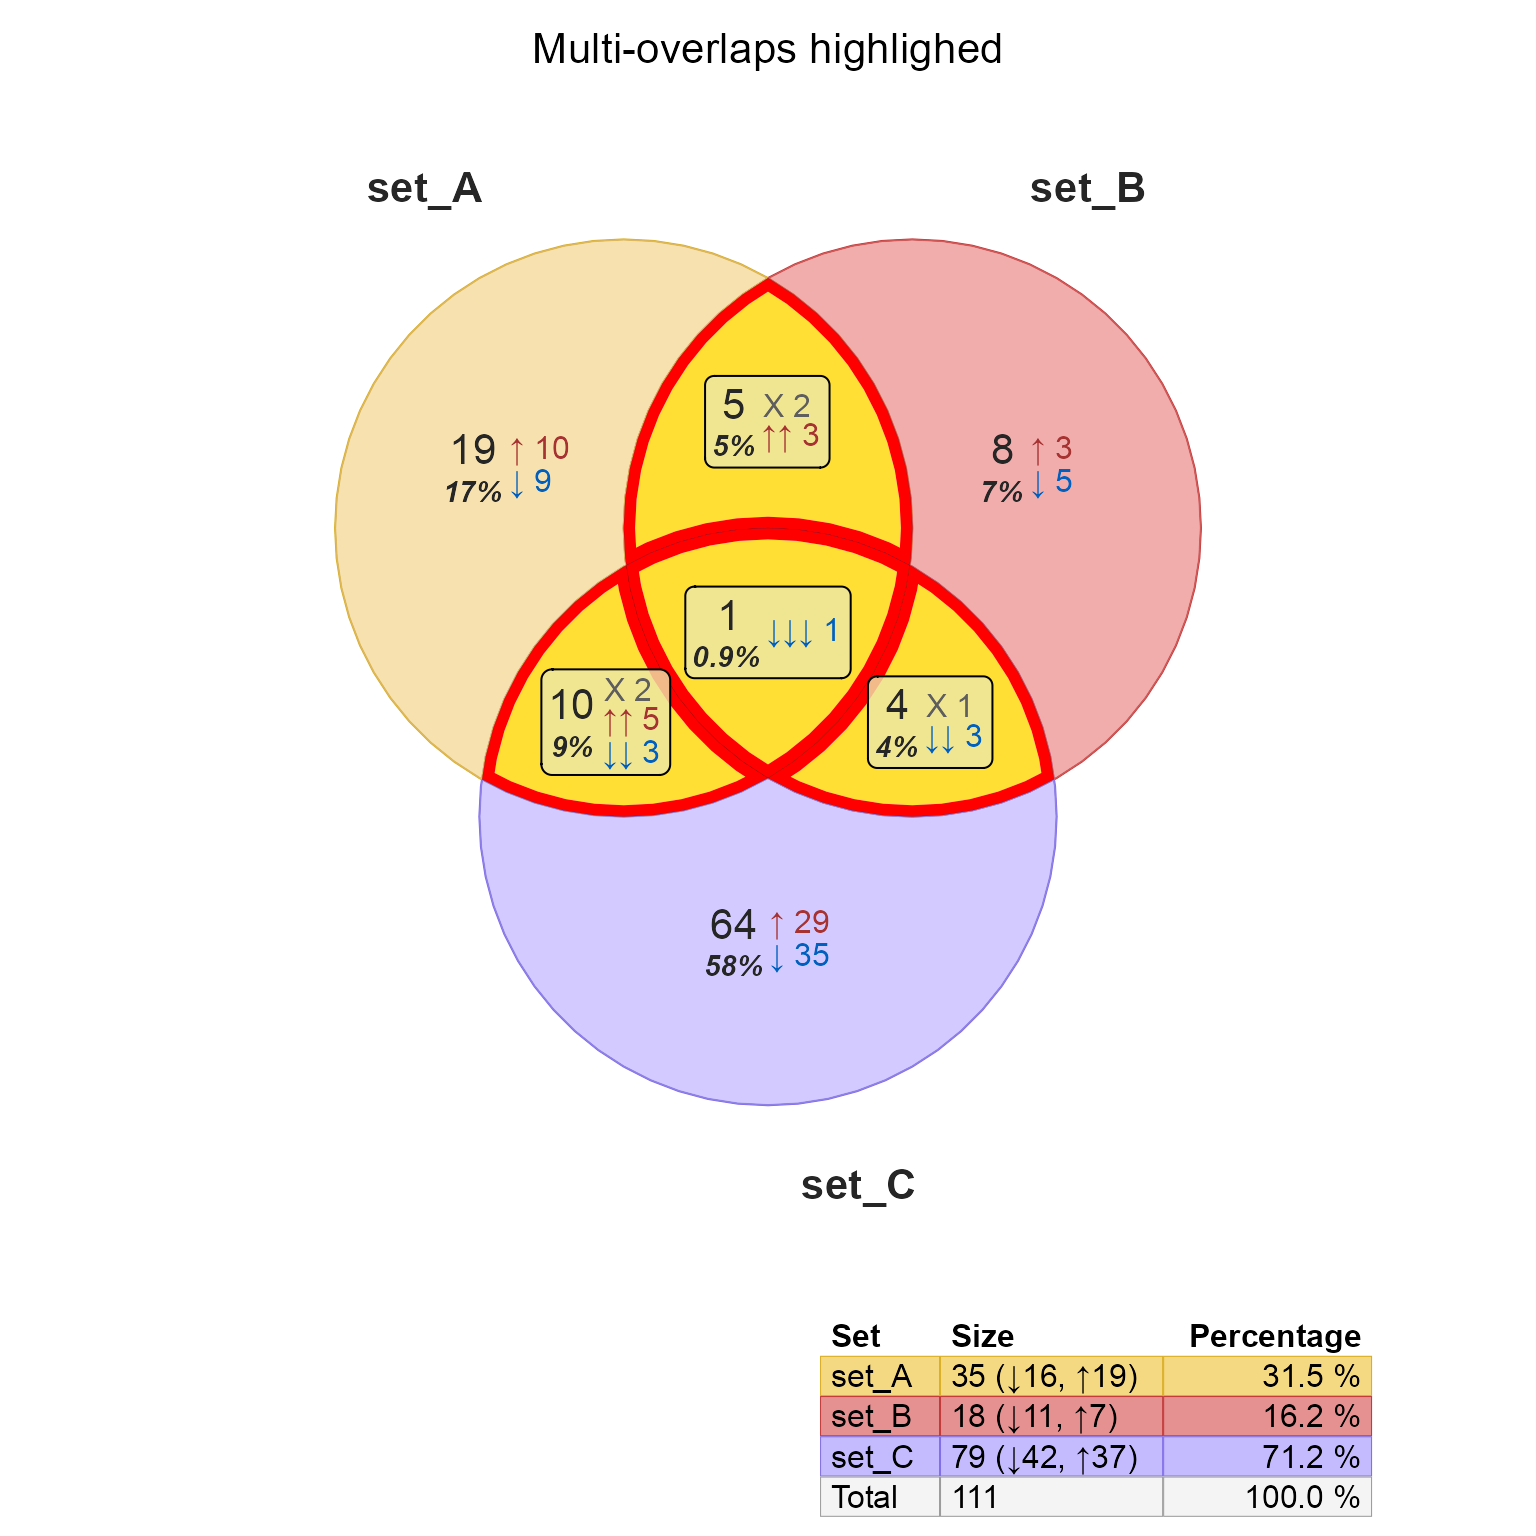 Multi-overlaps highlighed
set_A
set_B
5 X 2
5% ↑↑ 3
19 ↑ 10
17% ↓ 9
8 ↑ 3
7% ↓ 5
1 ↓↓↓ 1
0.9%
10 X 2
↑↑ 5
9% ↓↓ 3
4 X 1
4% ↓↓ 3
64 ↑ 29
58% ↓ 35
set_C
Set Size Percentage
set_A 35 (↓16, ↑19) 31.5 %
set_B 18 (↓11, ↑7) 16.2 %
set_C 79 (↓42, ↑37) 71.2 %
Total 111 100.0 %